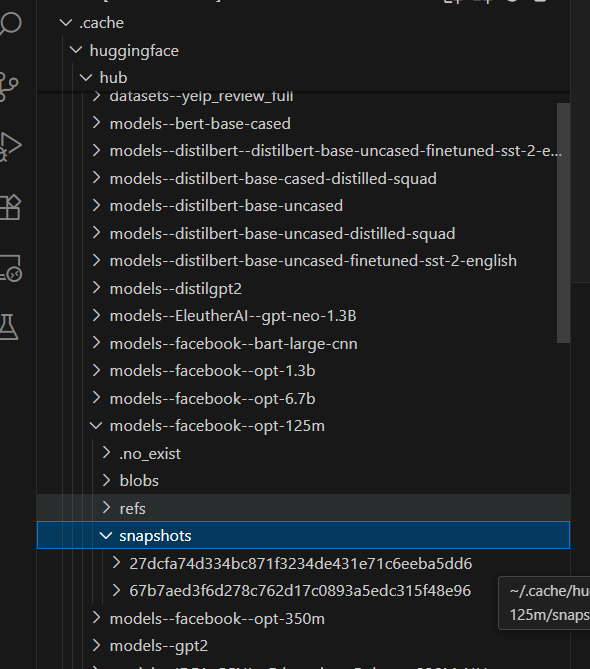 .cache
huggingface
hub
datasets--yelp_review_full
models--bert-base-cased
models--distilbert--distilbert-base-uncased-finetuned-sst-2-e...
models--distilbert-base-cased-distilled-squad
models--distilbert-base-uncased
models--distilbert-base-uncased-distilled-squad
models--distilbert-base-uncased-finetuned-sst-2-english
models--distilgpt2
models--EleutherAI--gpt-neo-1.3B
models--facebook--bart-large-cnn
models--facebook--opt-1.3b
models--facebook--opt-6.7b
models--facebook--opt-125m
.no_exist
blobs
refs
snapshots
27dcfa74d334bc871f3234de431e71c6eeba5dd6
67b7aed3f6d278c762d17c0893a5edc315f48e96
~/.cache/hu
125m/snaps
models--facebook--opt-350m
models--gpt2